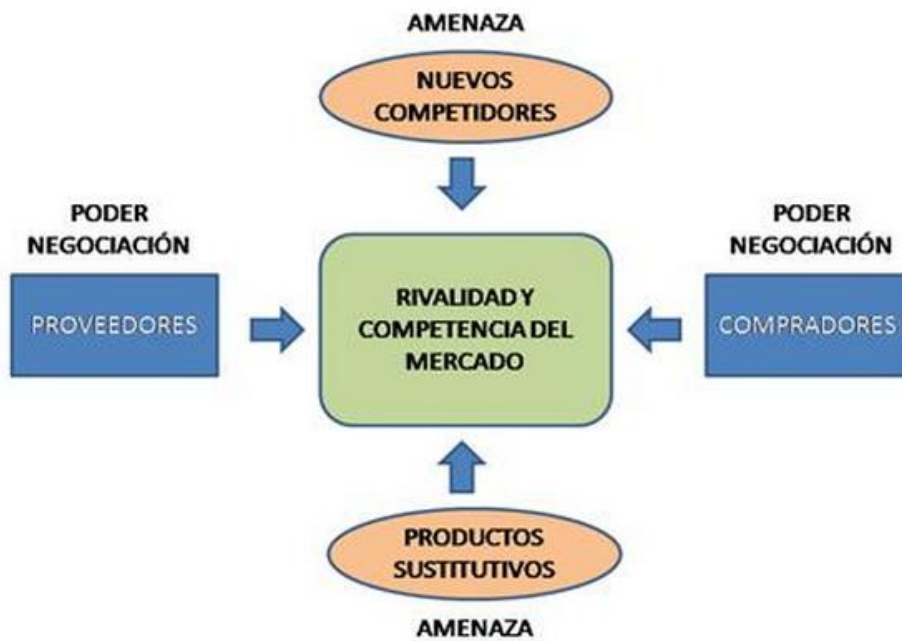 AMENAZA
NUEVOS
COMPETIDORES
PODER
NEGOCIACIÓN
PROVEEDORES
RIVALIDAD Y
COMPETENCIA DEL
MERCADO
PODER
NEGOCIACIÓN
COMPRADORES
PRODUCTOS
SUSTITUTIVOS
AMENAZA